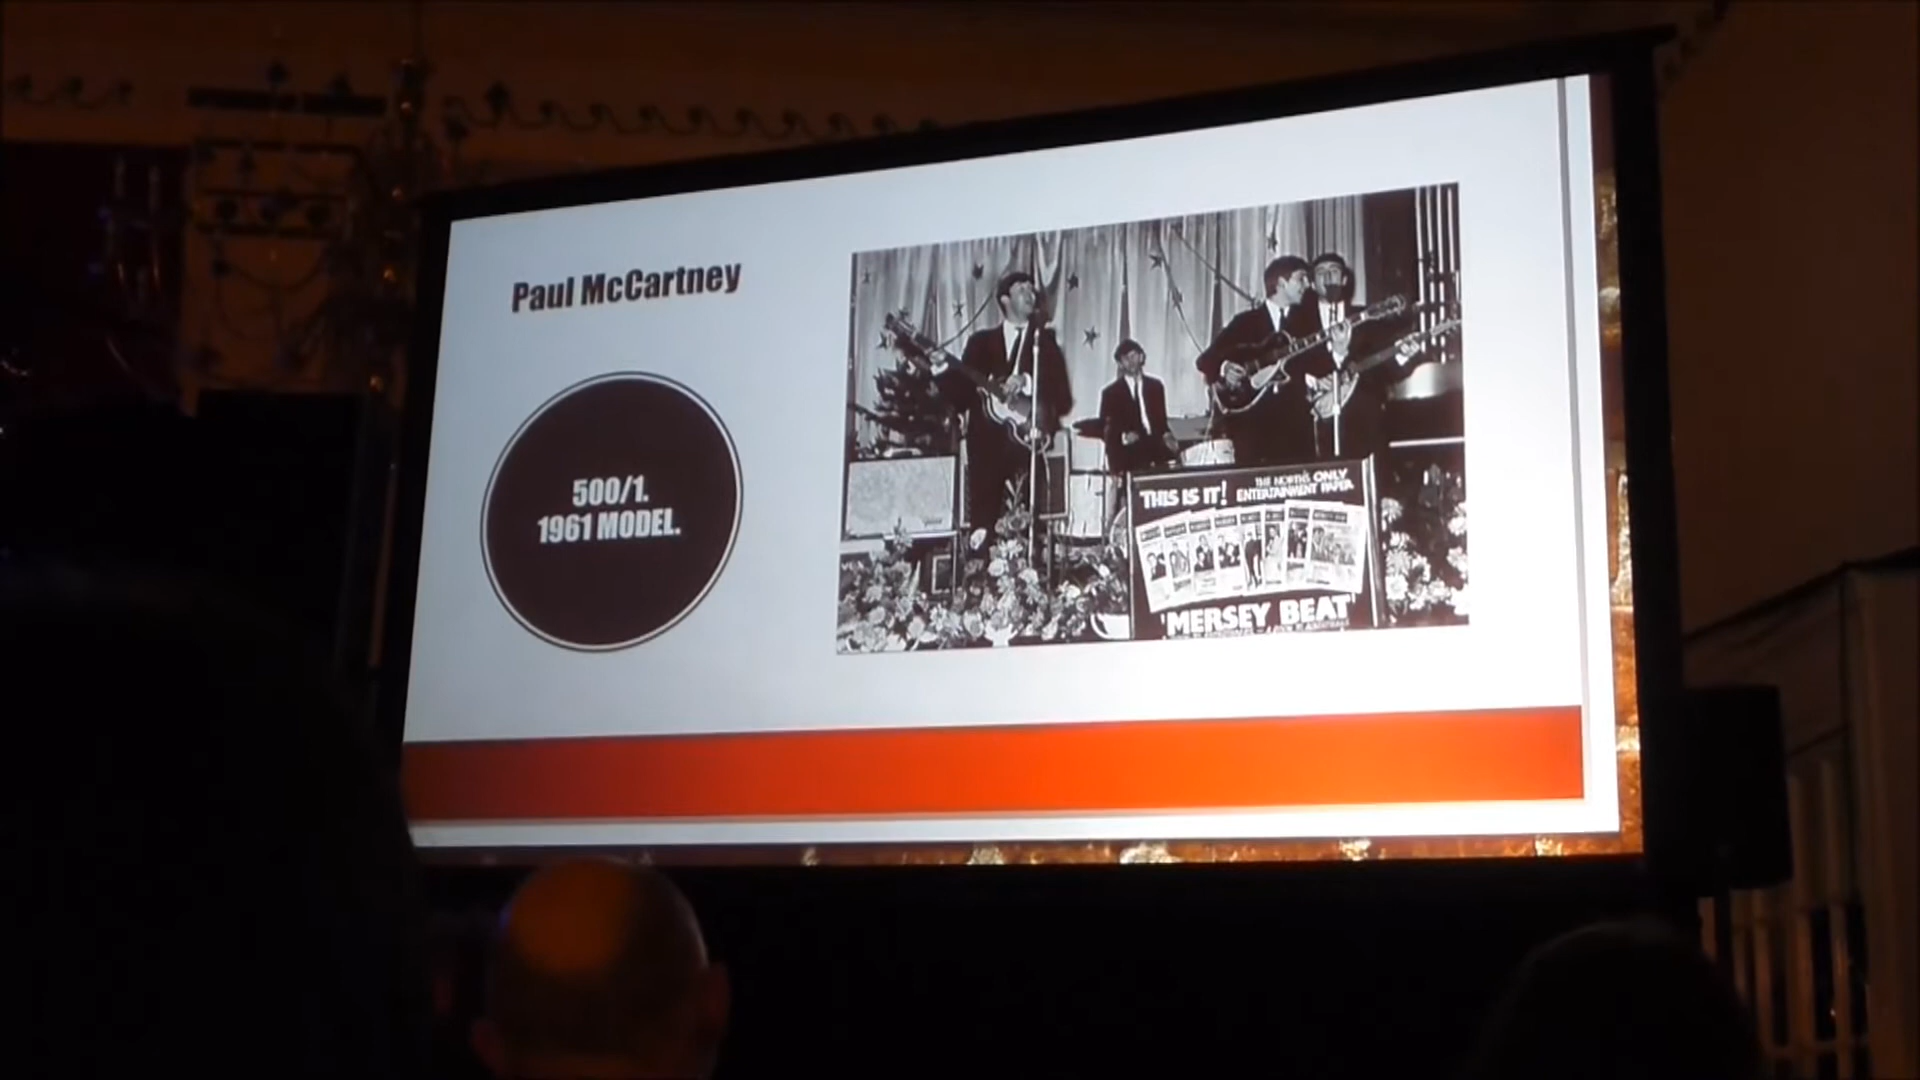 Paul McCartney
500/1.
1961 MODEL.
THIS IS IT!
THE NORTH'S ONLY
ENTERTAINMENT PAPER
MERSEY BEAT